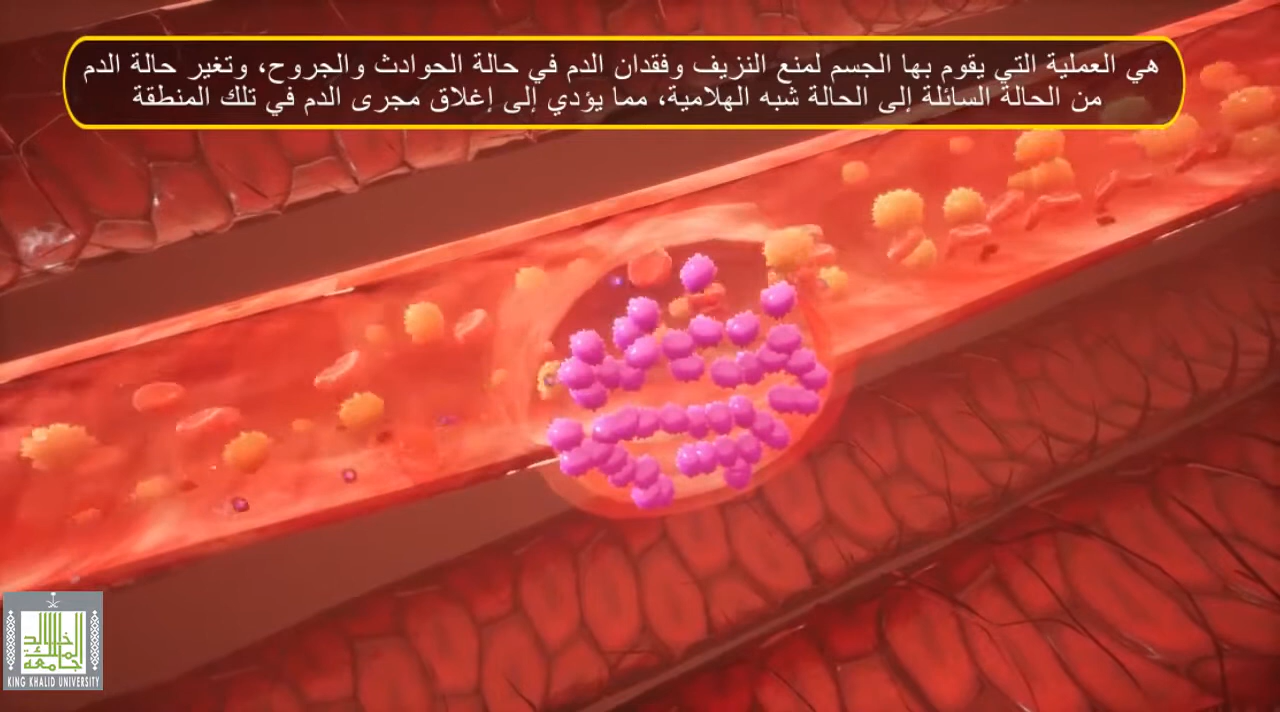 هي العملية التي يقوم بها الجسم لمنع النزيف وفقدان الدم في حالة الحوادث والجروح، وتغير حالة الدم
من الحالة السائلة إلى الحالة شبه الهلامية، مما يؤدي إلى إغلاق مجرى الدم في تلك المنطقة
جامعة الملك خالد
KING KHALID UNIVERSITY